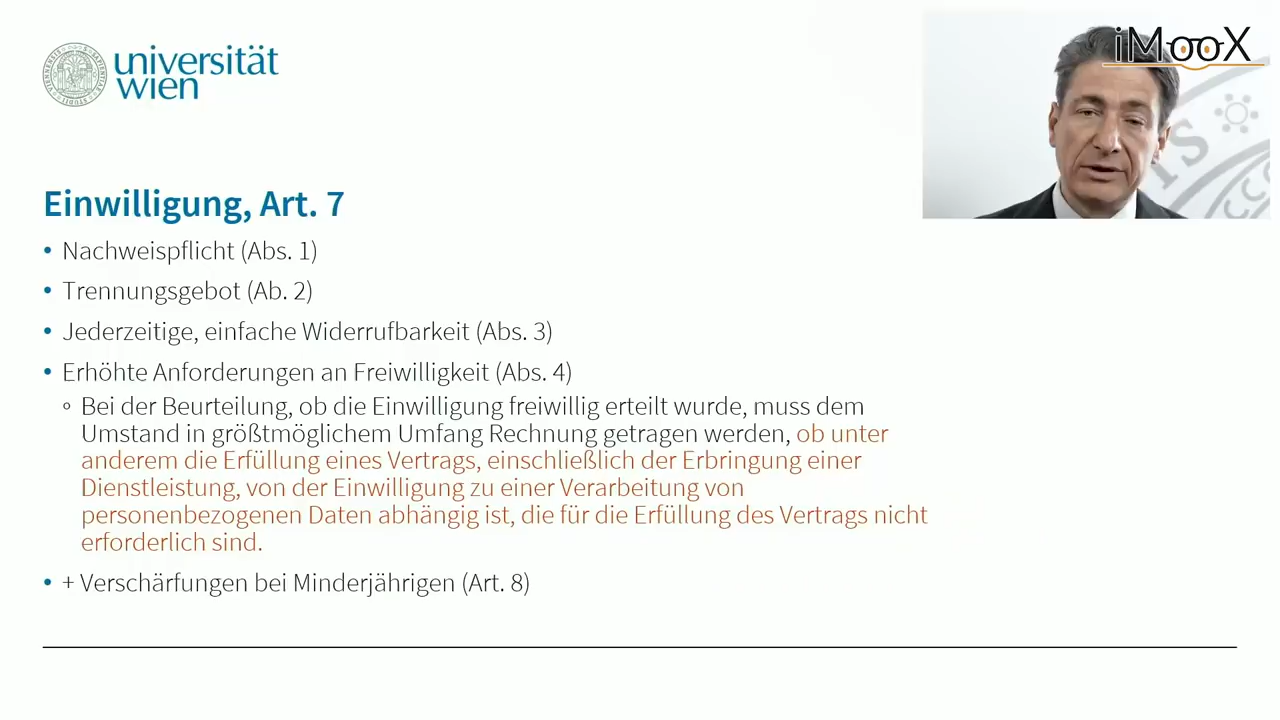 universität
wien
iMooX
Einwilligung, Art. 7
• Nachweispflicht (Abs. 1)
• Trennungsgebot (Ab. 2)
• Jederzeitige, einfache Widerrufbarkeit (Abs. 3)
• Erhöhte Anforderungen an Freiwilligkeit (Abs. 4)
◦ Bei der Beurteilung, ob die Einwilligung freiwillig erteilt wurde, muss dem
Umstand in größtmöglichem Umfang Rechnung getragen werden, ob unter
anderem die Erfüllung eines Vertrags, einschließlich der Erbringung einer
Dienstleistung, von der Einwilligung zu einer Verarbeitung von
personenbezogenen Daten abhängig ist, die für die Erfüllung des Vertrags nicht
erforderlich sind.
• + Verschärfungen bei Minderjährigen (Art. 8)